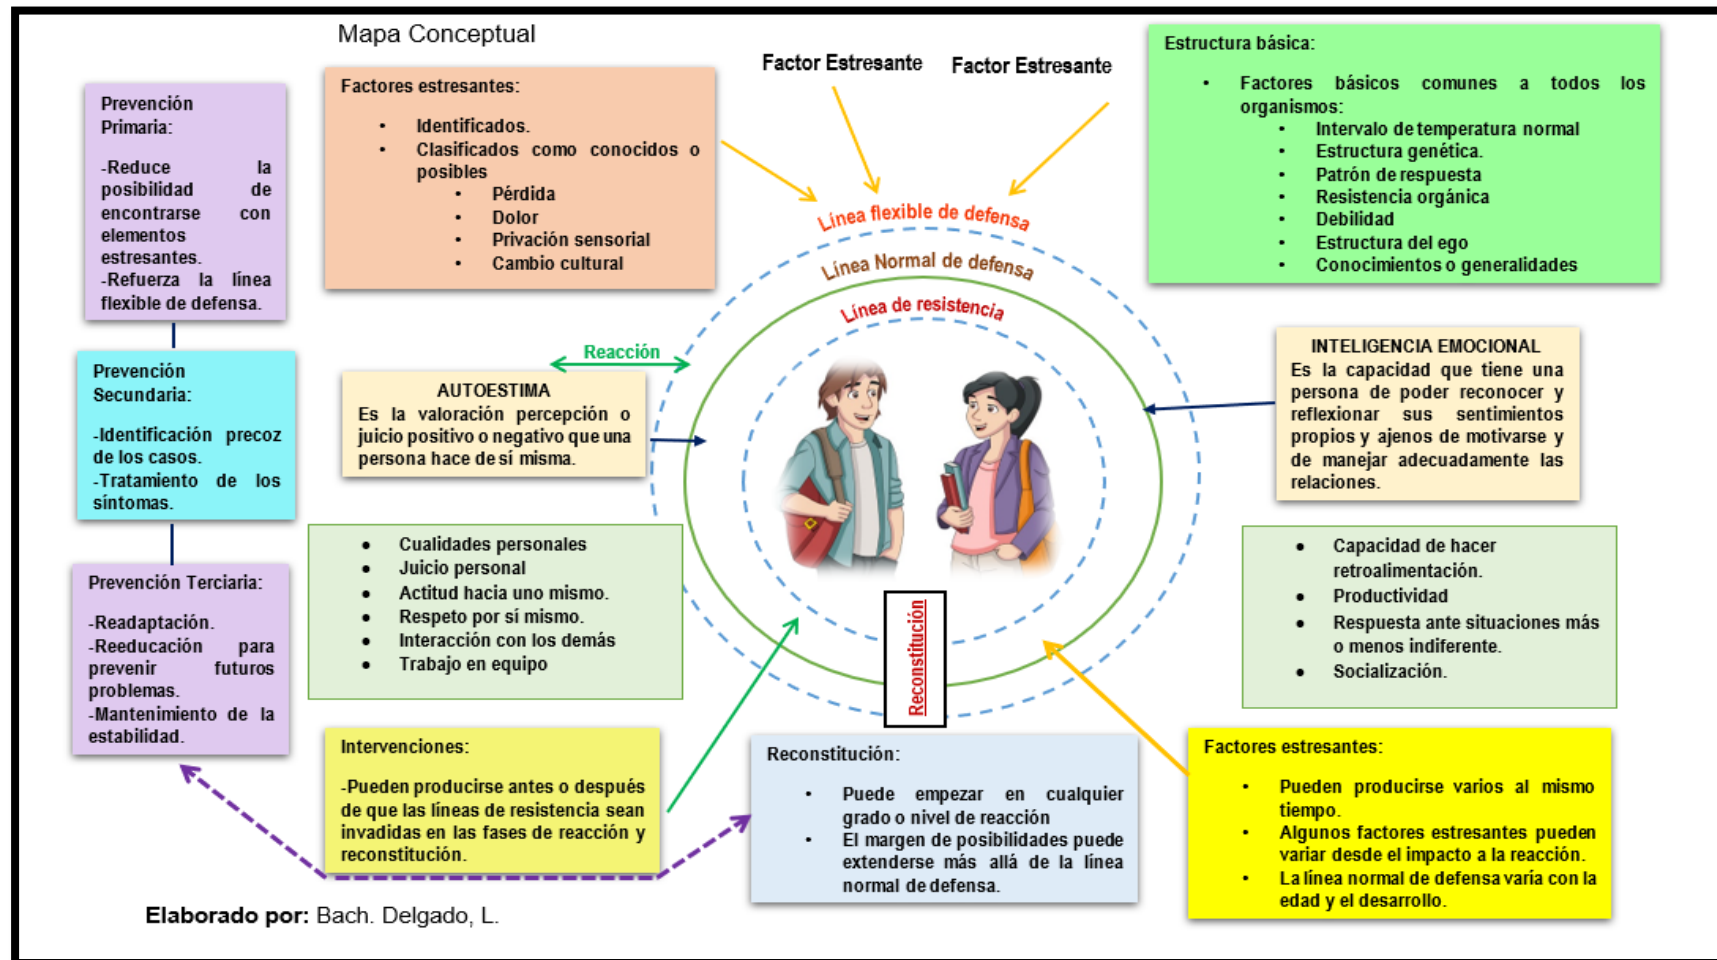 Mapa Conceptual
Prevención
Primaria:
-Reduce la
posibilidad de
encontrarse con
elementos
estresantes.
-Refuerza la línea
flexible de defensa.
Prevención
Secundaria:
-Identificación precoz
de los casos.
-Tratamiento de los
síntomas.
Prevención Terciaria:
-Readaptación.
-Reeducación para
prevenir futuros
problemas.
-Mantenimiento de la
estabilidad.
Factores estresantes:
• Identificados.
• Clasificados como conocidos o
posibles
• Pérdida
• Dolor
• Privación sensorial
• Cambio cultural
Factor Estresante
Factor Estresante
Línea flexible de defensa
Línea Normal de defensa
Línea de resistencia
Reacción
AUTOESTIMA
Es la valoración percepción o
juicio positivo o negativo que una
persona hace de sí misma.
● Cualidades personales
● Juicio personal
● Actitud hacia uno mismo.
● Respeto por sí mismo.
● Interacción con los demás
● Trabajo en equipo
Intervenciones:
-Pueden producirse antes o después
de que las líneas de resistencia sean
invadidas en las fases de reacción y
reconstitución.
Reconstitución
Reconstitución:
• Puede empezar en cualquier
grado o nivel de reacción
• El margen de posibilidades puede
extenderse más allá de la línea
normal de defensa.
Estructura básica:
• Factores básicos comunes a todos los
organismos:
• Intervalo de temperatura normal
• Estructura genética.
• Patrón de respuesta
• Resistencia orgánica
• Debilidad
• Estructura del ego
• Conocimientos o generalidades
INTELIGENCIA EMOCIONAL
Es la capacidad que tiene una
persona de poder reconocer y
reflexionar sus sentimientos
propios y ajenos de motivarse y
de manejar adecuadamente las
relaciones.
● Capacidad de hacer
retroalimentación.
● Productividad
● Respuesta ante situaciones más
o menos indiferente.
● Socialización.
Factores estresantes:
• Pueden producirse varios al mismo
tiempo.
• Algunos factores estresantes pueden
variar desde el impacto a la reacción.
• La línea normal de defensa varía con la
edad y el desarrollo.
Elaborado por: Bach. Delgado, L.